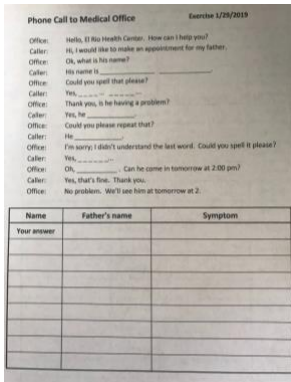 Phone Call to Medical Office
Exercise 1/29/2019
Office: Hello, El Rio Health Center. How can I help you?
Caller: Hi, I would like to make an appointment for my father.
Office: Ok, what is his name?
Caller: His name is__________ __________.
Office: Could you spell that please?
Caller: Yes, _ _ _ _ _ – _ _ _ _ _.
Office: Thank you, is he having a problem?
Caller: Yes, he __________.
Office: Could you please repeat that?
Caller: He__________
Office: I'm sorry; I didn't understand the last word. Could you spell it please?
Caller: Yes, _ _ _ _ _ _.
Office: Oh, __________. Can he come in tomorrow at 2:00 pm?
Caller: Yes, that's fine. Thank you.
Office: No problem. We'll see him at tomorrow at 2.
Name Father's name Symptom
Your answer